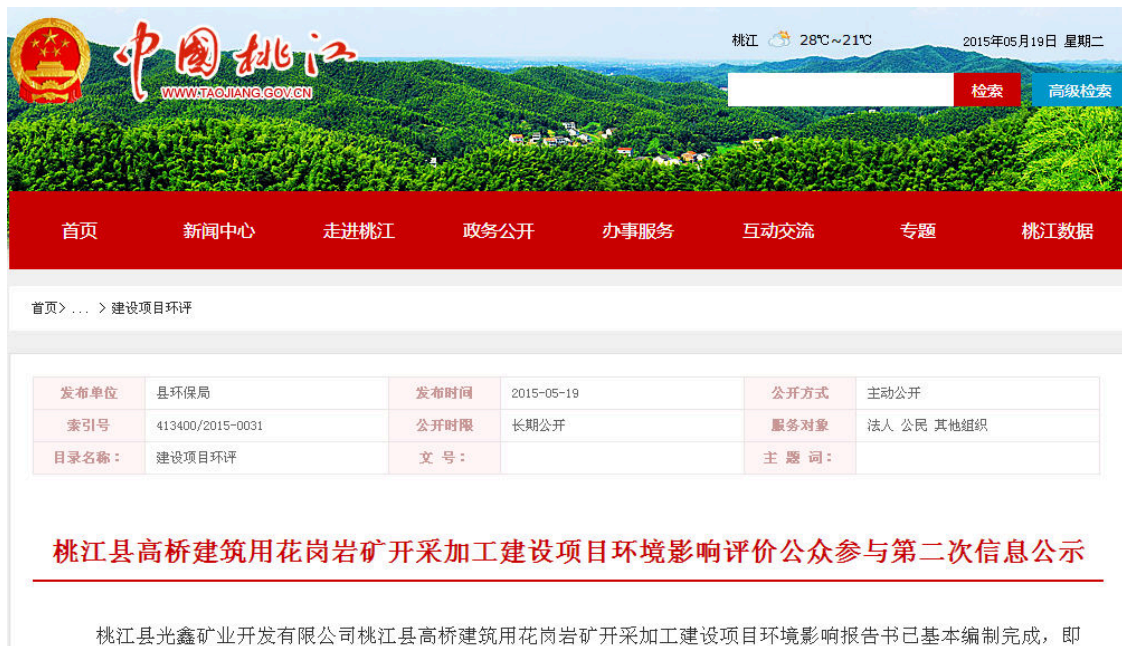 中國桃江
WWW.TAOJIANG.GOV.CN
桃江 28℃~21℃ 2015年05月19日 星期二
检索 高级检索
首页 新闻中心 走进桃江 政务公开 办事服务 互动交流 专题 桃江数据
首页> ... > 建设项目环评
发布单位 县环保局 发布时间 2015-05-19 公开方式 主动公开
索引号 413400/2015-0031 公开时限 长期公开 服务对象 法人 公民 其他组织
目录名称： 建设项目环评 文 号： 主 题 词：
桃江县高桥建筑用花岗岩矿开采加工建设项目环境影响评价公众参与第二次信息公示
桃江县光鑫矿业开发有限公司桃江县高桥建筑用花岗岩矿开采加工建设项目环境影响报告书已基本编制完成，即